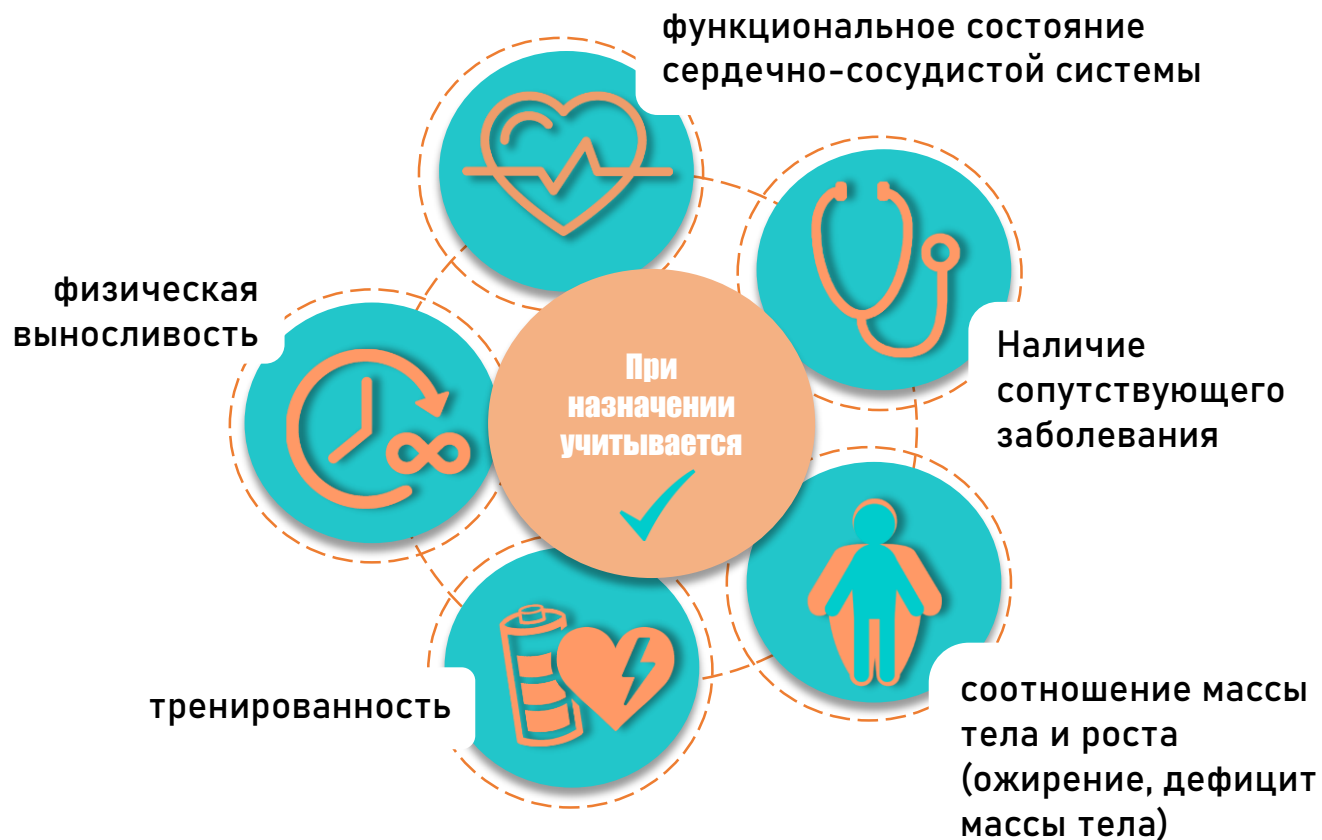 функциональное состояние
сердечно-сосудистой системы
физическая
выносливость
Наличие
сопутствующего
заболевания
При
назначении
учитывается
тренированность
соотношение массы
тела и роста
(ожирение, дефицит
массы тела)